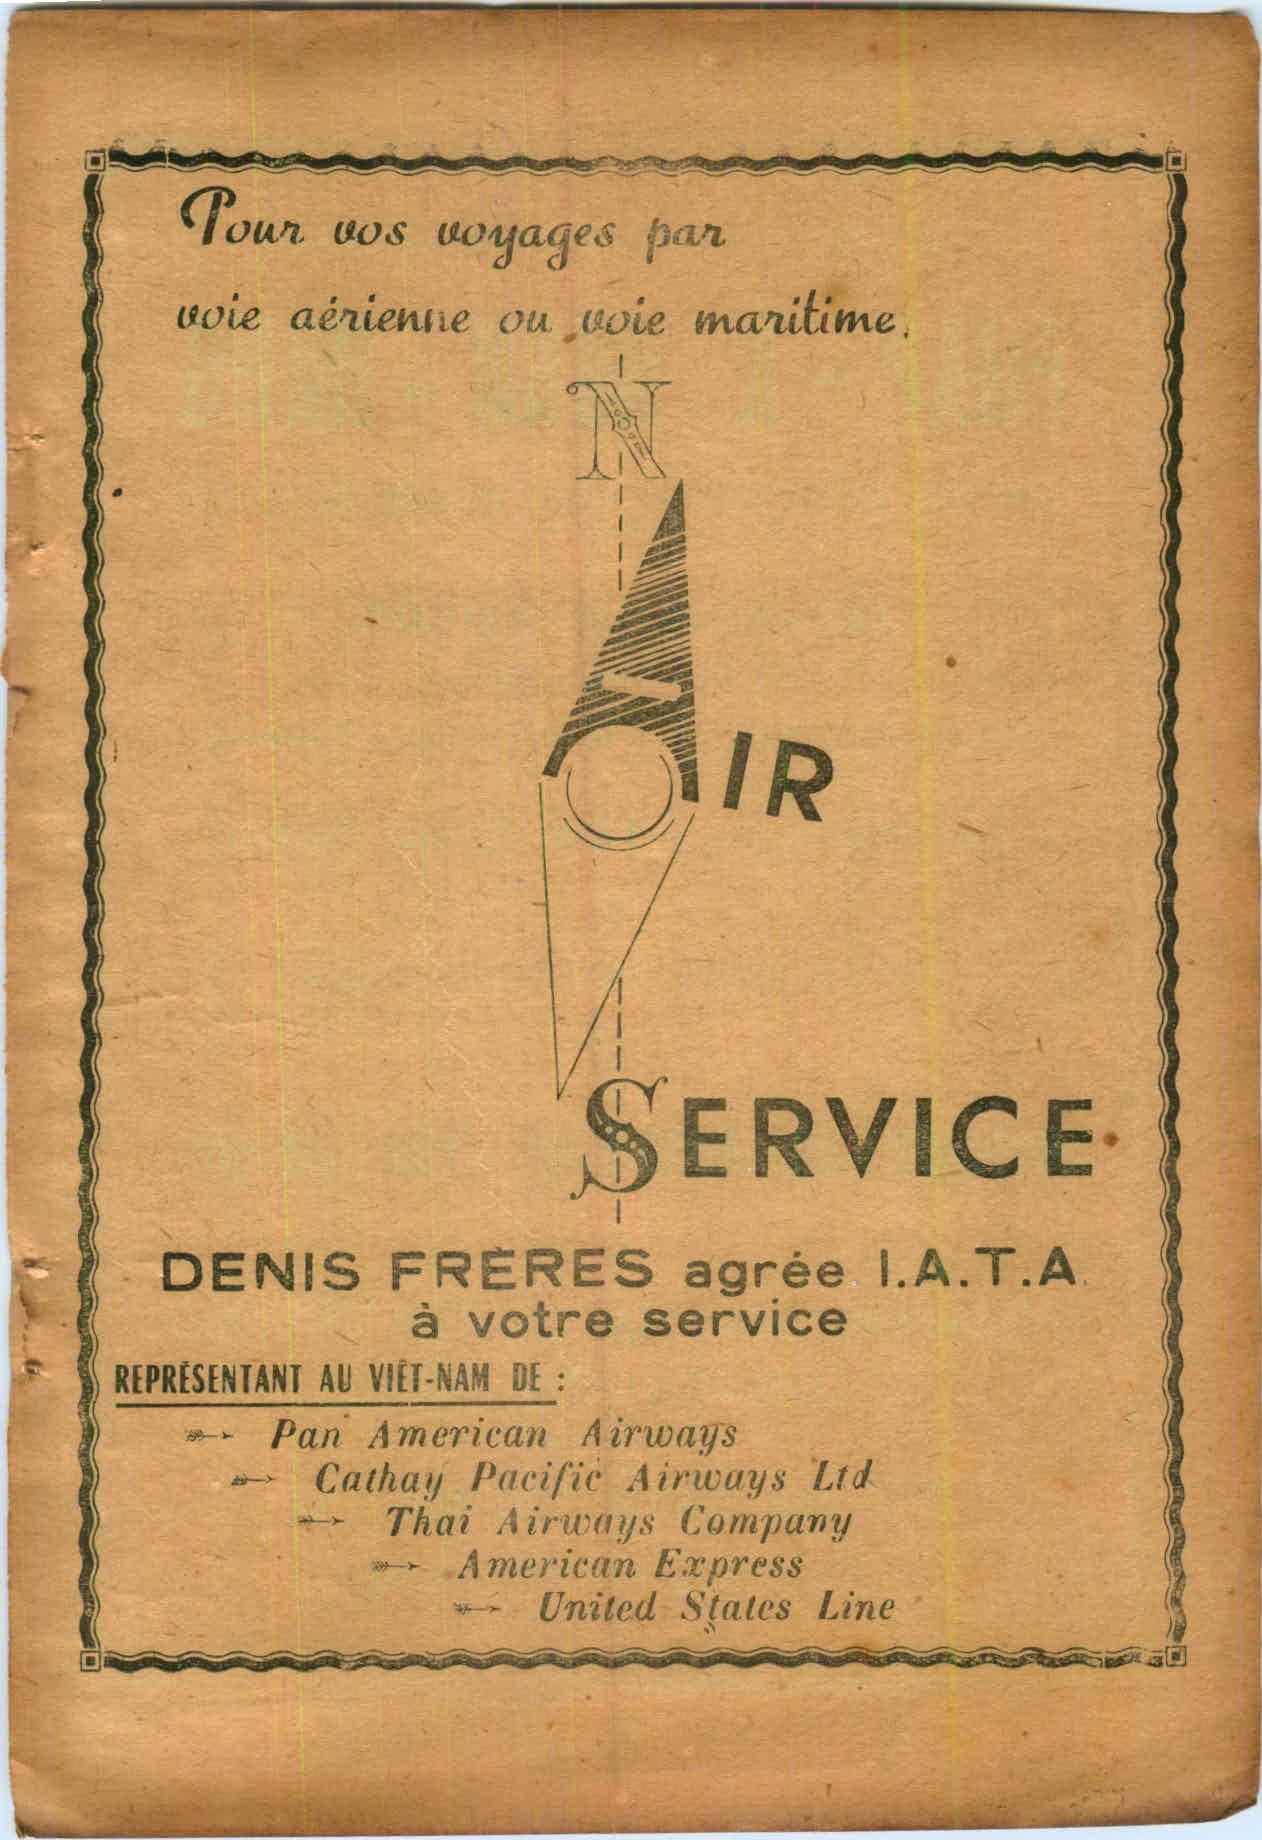 Pour vos voyages par
voie aérienne ou voie maritime.
N
AIR
SERVICE
DENIS FRÈRES agrée I.A.T.A.
à votre service
REPRÉSENTANT AU VIÊT-NAM DE :
Pan American Airways
Cathay Pacific Airways Ltd
Thai Airways Company
American Express
United States Line